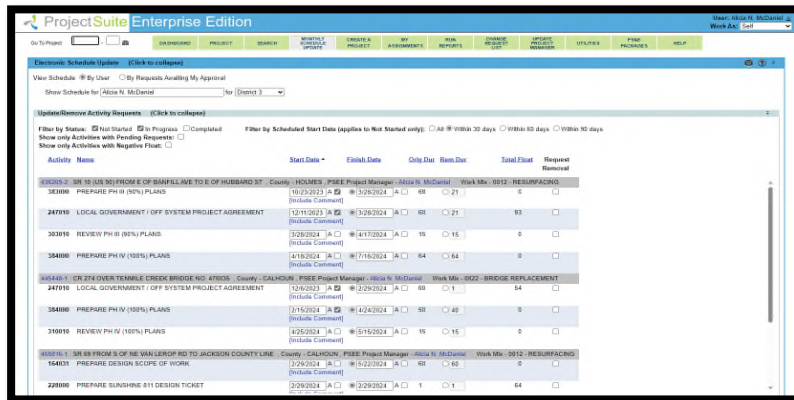 ProjectSuite Enterprise Edition
User: Alicia N. McDaniel
Work As: Self
Go To Project - DASHBOARD PROJECT SEARCH MONTHLY SCHEDULE UPDATE CREATE A PROJECT MY ASSIGNMENTS RUN REPORTS CHANGE REQUEST LIST UPDATE PROJECT MANAGER UTILITIES PSEE PACKAGES HELP
Electronic Schedule Update (Click to collapse)
View Schedule By User By Requests Awaiting My Approval
Show Schedule for Alicia N. McDaniel for District 3
Update/Remove Activity Requests (Click to collapse)
Filter by Status: Not Started In Progress Completed Filter by Scheduled Start Date (applies to Not Started only): All Within 30 days Within 60 days Within 90 days
Show only Activities with Pending Requests:
Show only Activities with Negative Float:
Activity Name Start Date Finish Date Orig Dur Rem Dur Total Float Request Removal
SR 10 (US 90) FROM E OF BANFILL AVE TO E OF HUBBARD ST , County - HOLMES , PSEE Project Manager - Alicia N. McDaniel Work Mix - 0012 - RESURFACING
383000 PREPARE PH III (90%) PLANS 10/23/2023 A 3/28/2024 A 68 21 0
[Include Comment]
247010 LOCAL GOVERNMENT / OFF SYSTEM PROJECT AGREEMENT 12/11/2023 A 3/28/2024 A 60 21 93
[Include Comment]
303010 REVIEW PH III (90%) PLANS 3/28/2024 A 4/17/2024 A 15 15 0
[Include Comment]
384000 PREPARE PH IV (100%) PLANS 4/18/2024 A 7/16/2024 A 64 64 0
[Include Comment]
CR 274 OVER TENMILE CREEK BRIDGE NO. , County - CALHOUN , PSEE Project Manager - Alicia N. McDaniel Work Mix - 0022 - BRIDGE REPLACEMENT
247010 LOCAL GOVERNMENT / OFF SYSTEM PROJECT AGREEMENT 12/6/2023 A 2/29/2024 A 60 1 54
[Include Comment]
384000 PREPARE PH IV (100%) PLANS 2/15/2024 A 4/24/2024 A 50 40 0
[Include Comment]
310010 REVIEW PH IV (100%) PLANS 4/25/2024 A 5/15/2024 A 15 15 0
[Include Comment]
SR 69 FROM S OF NE VAN LEROP RD TO JACKSON COUNTY LINE , County - CALHOUN , PSEE Project Manager - Alicia N. McDaniel Work Mix - 0012 - RESURFACING
164031 PREPARE DESIGN SCOPE OF WORK 2/29/2024 A 5/22/2024 A 60 60 0
[Include Comment]
228000 PREPARE SUNSHINE 811 DESIGN TICKET 2/29/2024 A 2/29/2024 A 1 1 64